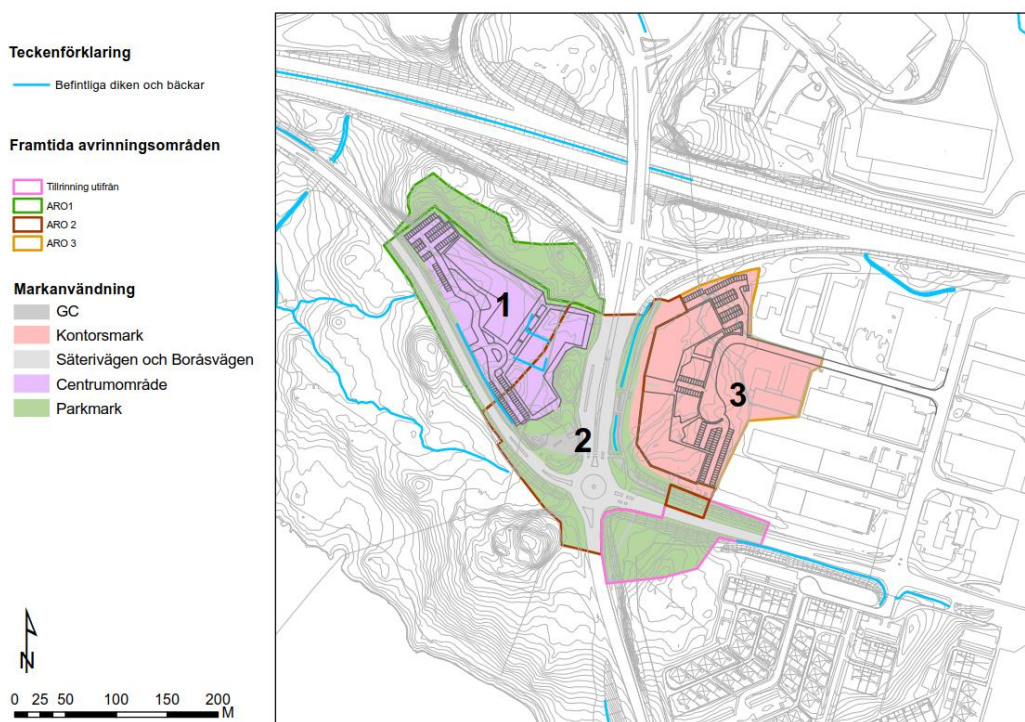 Teckenförklaring
Befintliga diken och bäckar
Framtida avrinningsområden
Tillrinning utifrån
ARO1
ARO 2
ARO 3
Markanvändning
GC
Kontorsmark
Säterivägen och Boråsvägen
Centrumområde
Parkmark
1
3
2
N
0 25 50 100 150 200
M